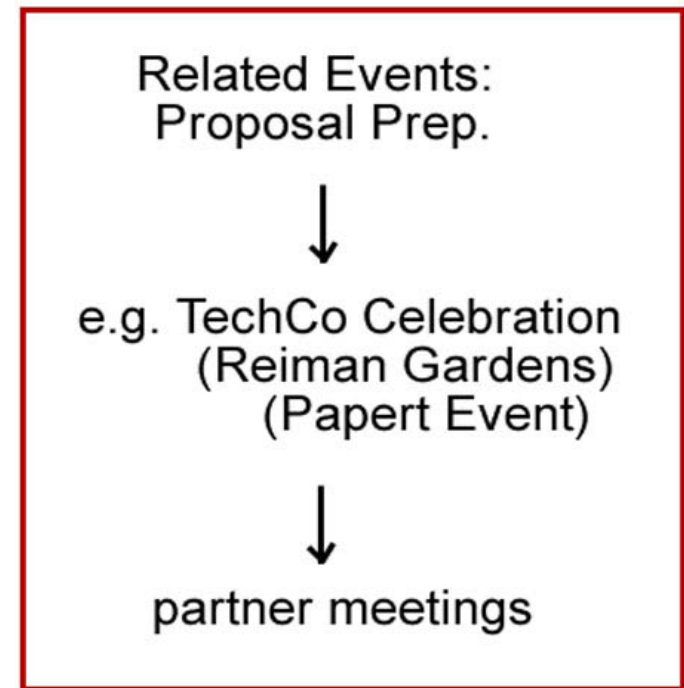 Related Events:
Proposal Prep.
e.g. TechCo Celebration
(Reiman Gardens)
(Papert Event)
partner meetings